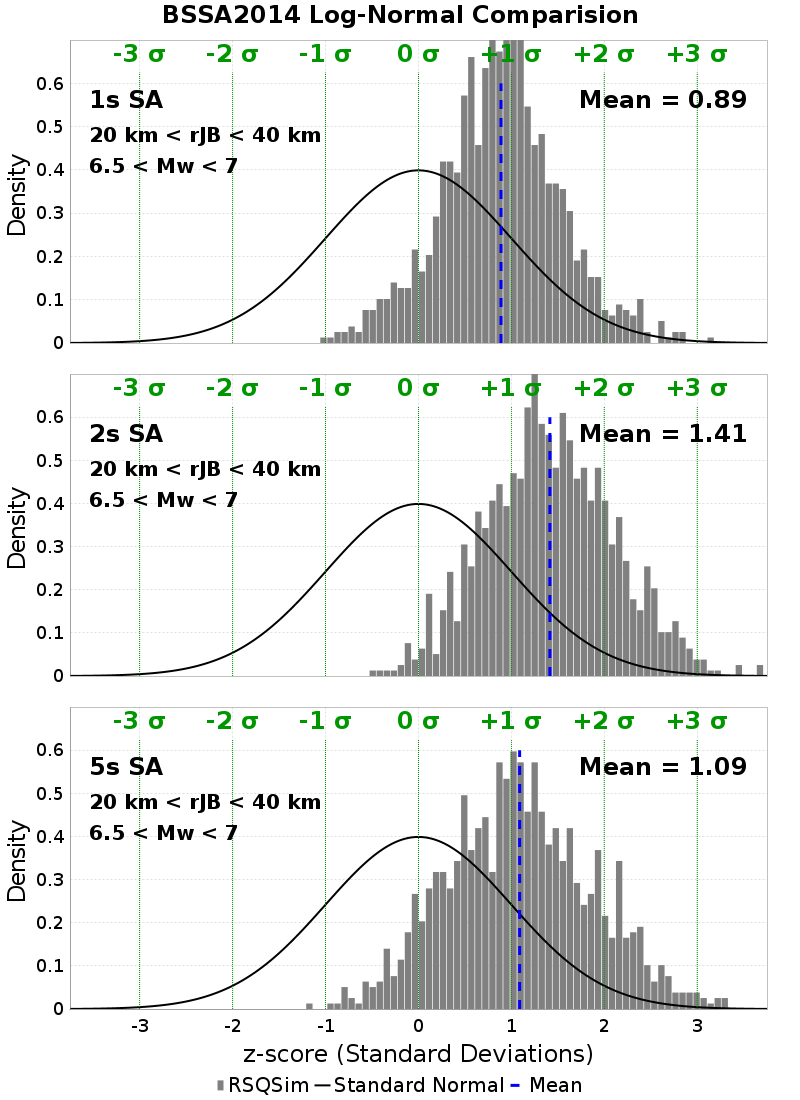 BSSA2014 Log-Normal Comparision
-3 σ -2 σ -1 σ 0 σ +1 σ +2 σ +3 σ
1s SA Mean = 0.89
20 km < rJB < 40 km
6.5 < Mw < 7
0.6
0.5
0.4
0.3
0.2
0.1
0
Density
-3 σ -2 σ -1 σ 0 σ +1 σ +2 σ +3 σ
2s SA Mean = 1.41
20 km < rJB < 40 km
6.5 < Mw < 7
0.6
0.5
0.4
0.3
0.2
0.1
0
Density
-3 σ -2 σ -1 σ 0 σ +1 σ +2 σ +3 σ
5s SA Mean = 1.09
20 km < rJB < 40 km
6.5 < Mw < 7
0.6
0.5
0.4
0.3
0.2
0.1
0
Density
-3 -2 -1 0 1 2 3
z-score (Standard Deviations)
RSQSim Standard Normal Mean